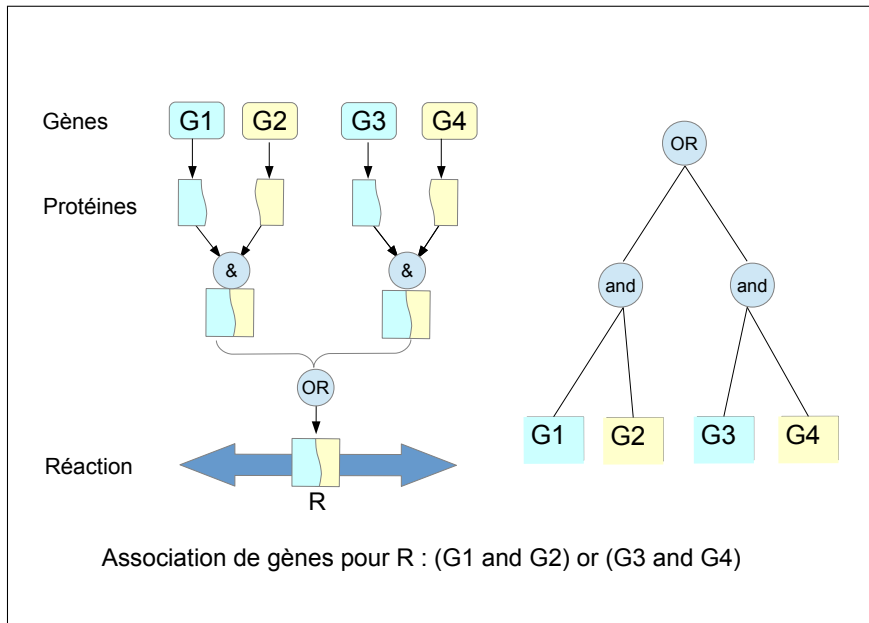 Gènes
G1 G2 G3 G4
Protéines
& &
OR
Réaction
R
OR
and and
G1 G2 G3 G4
Association de gènes pour R : (G1 and G2) or (G3 and G4)